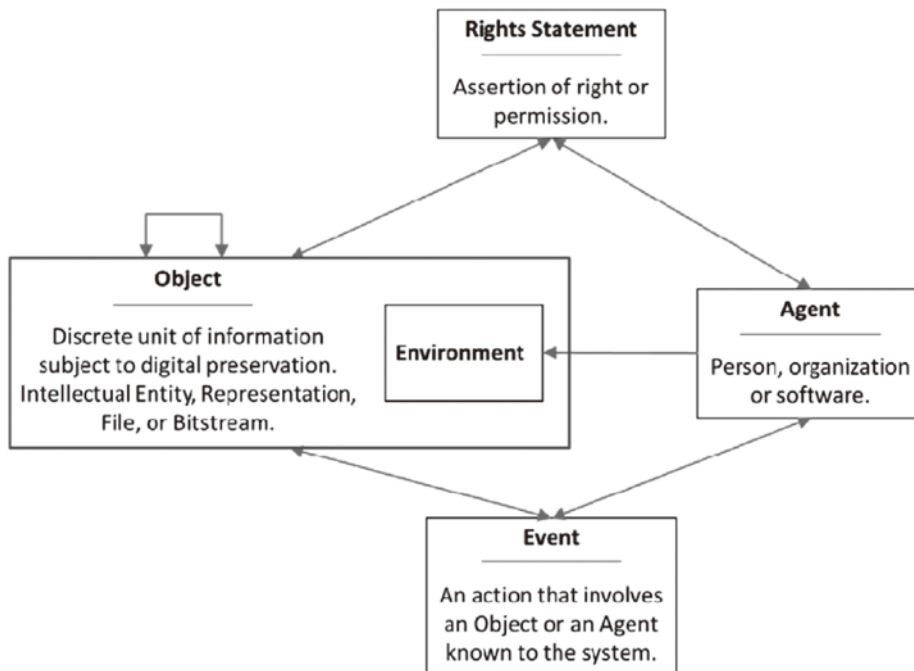 Rights Statement
Assertion of right or
permission.
Object
Discrete unit of information
subject to digital preservation.
Intellectual Entity, Representation,
File, or Bitstream.
Environment
Agent
Person, organization
or software.
Event
An action that involves
an Object or an Agent
known to the system.